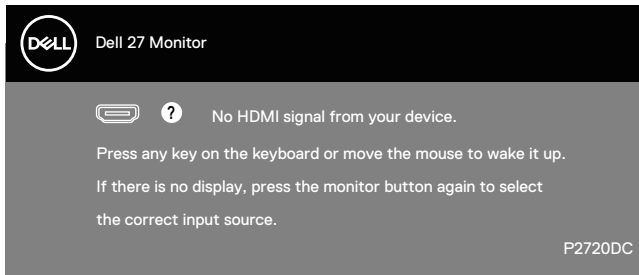 DELL
Dell 27 Monitor
? No HDMI signal from your device.
Press any key on the keyboard or move the mouse to wake it up.
If there is no display, press the monitor button again to select
the correct input source.
P2720DC